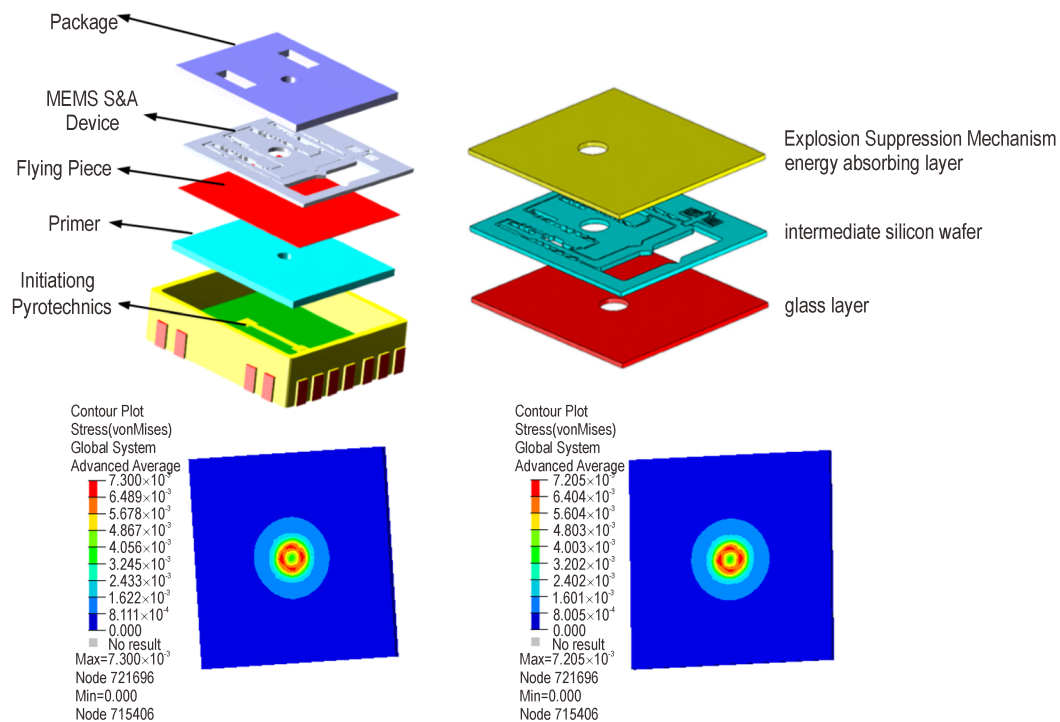 Package
MEMS S&A
Device
Flying Piece
Primer
Initiationg
Pyrotechnics
Explosion Suppression Mechanism
energy absorbing layer
intermediate silicon wafer
glass layer
Contour Plot
Stress(vonMises)
Global System
Advanced Average
7.300×10⁻³
6.489×10⁻³
5.678×10⁻³
4.867×10⁻³
4.056×10⁻³
3.245×10⁻³
2.433×10⁻³
1.622×10⁻³
8.111×10⁻⁴
0.000
No result
Max=7.300×10⁻³
Node 721696
Min=0.000
Node 715406
Contour Plot
Stress(vonMises)
Global System
Advanced Average
7.205×10⁻³
6.404×10⁻³
5.604×10⁻³
4.803×10⁻³
4.003×10⁻³
3.202×10⁻³
2.402×10⁻³
1.601×10⁻³
8.005×10⁻⁴
0.000
No result
Max=7.205×10⁻³
Node 721696
Min=0.000
Node 715406